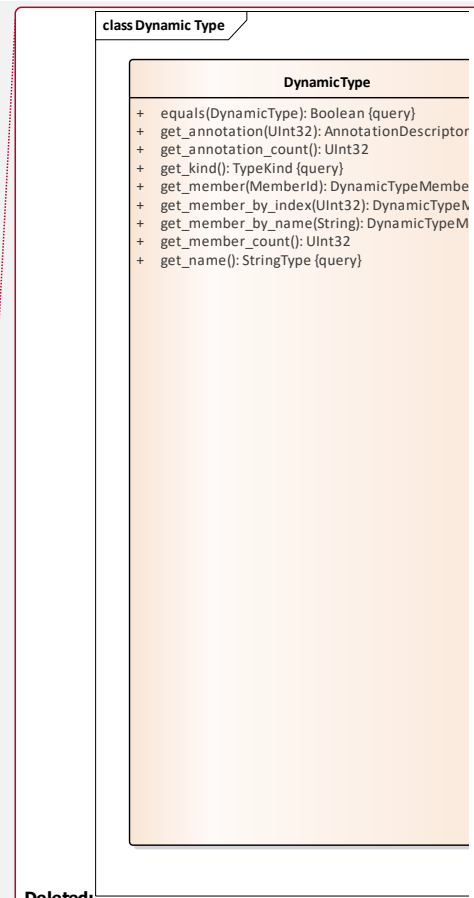 class Dynamic Type
DynamicType
+ equals(DynamicType): Boolean {query}
+ get_annotation(UInt32): AnnotationDescriptor
+ get_annotation_count(): UInt32
+ get_kind(): TypeKind {query}
+ get_member(MemberId): DynamicTypeMembe
+ get_member_by_index(UInt32): DynamicTypeM
+ get_member_by_name(String): DynamicTypeM
+ get_member_count(): UInt32
+ get_name(): StringType {query}
Deleted: